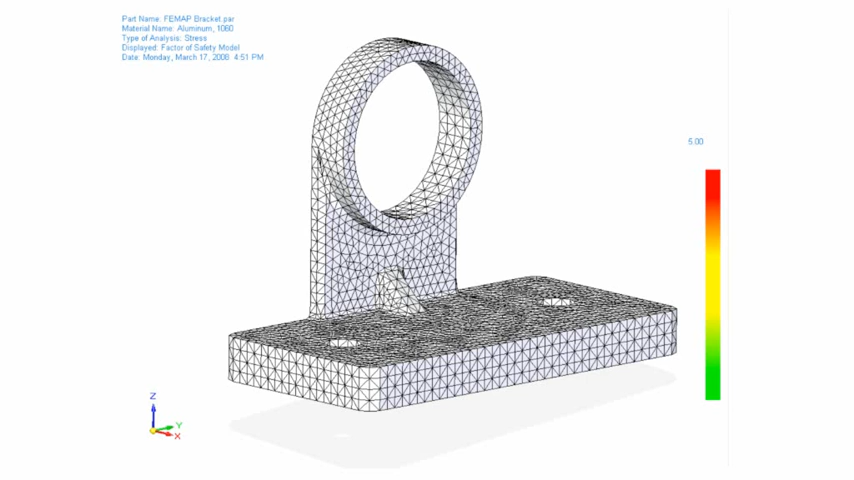 Part Name: FEMAP Bracket.par
Material Name: Aluminum, 1060
Type of Analysis: Stress
Displayed: Factor of Safety Model
Date: Monday, March 17, 2008  4:51 PM
5.00
Z
Y
X